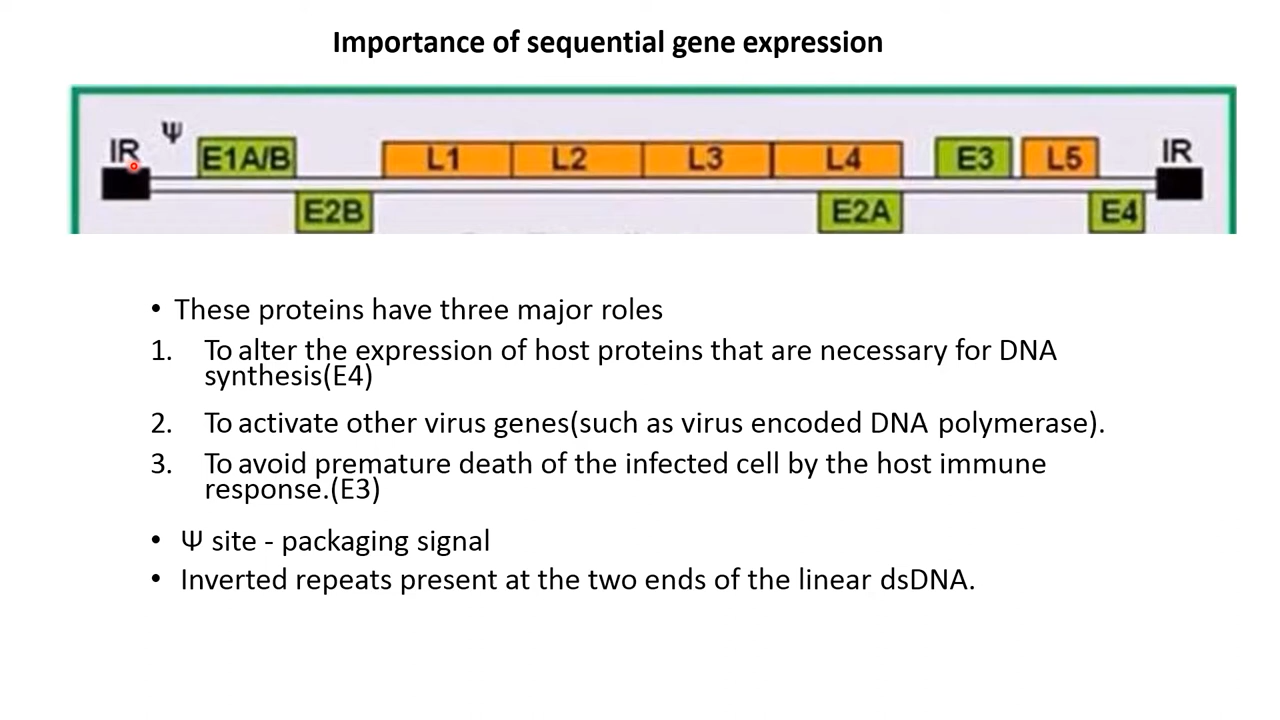 Importance of sequential gene expression
IR Ψ E1A/B L1 L2 L3 L4 E3 L5 IR
E2B E2A E4
• These proteins have three major roles
1. To alter the expression of host proteins that are necessary for DNA
synthesis(E4)
2. To activate other virus genes(such as virus encoded DNA polymerase).
3. To avoid premature death of the infected cell by the host immune
response.(E3)
• Ψ site - packaging signal
• Inverted repeats present at the two ends of the linear dsDNA.